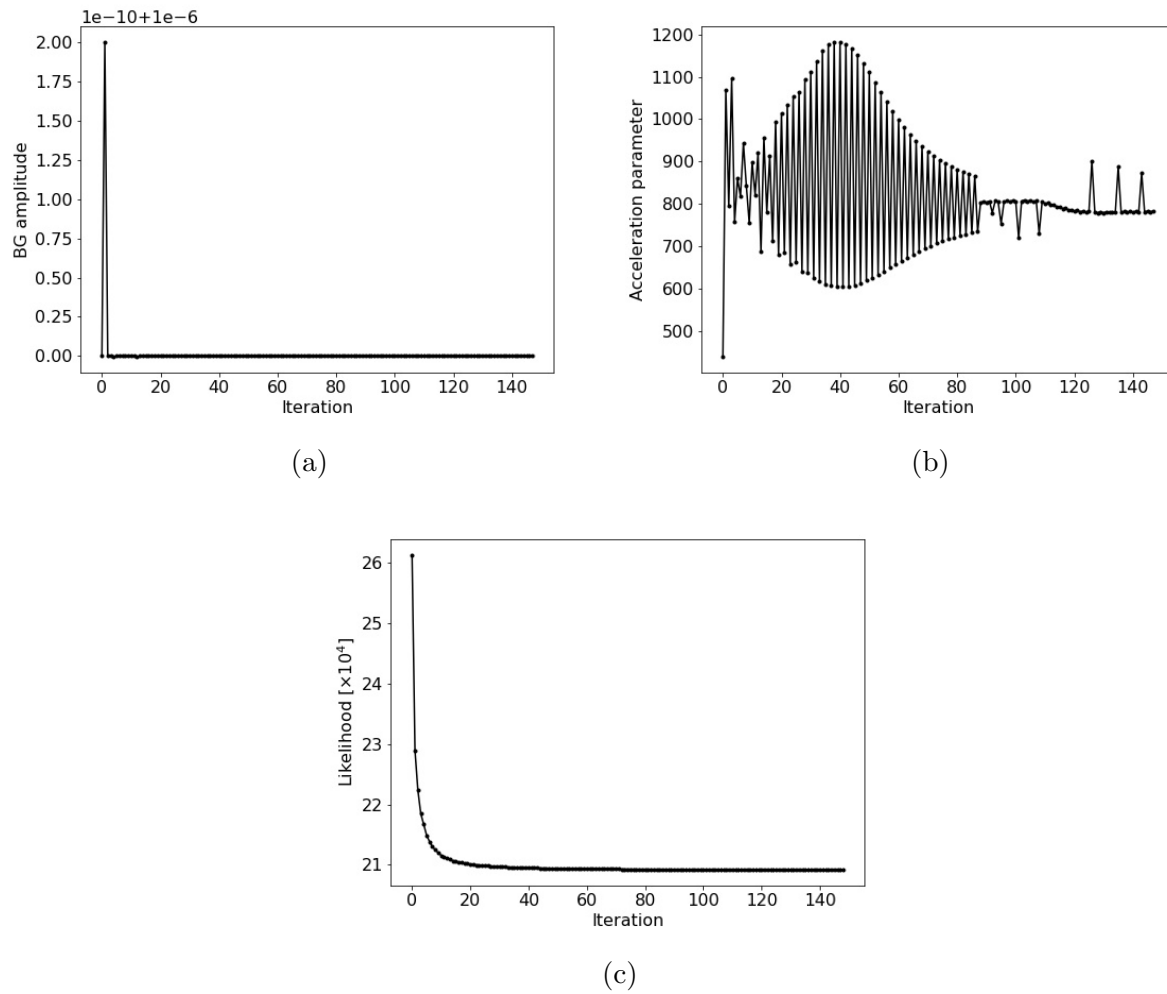 1e−10+1e−6
2.00
1.75
1.50
1.25
1.00
0.75
0.50
0.25
0.00
BG amplitude
0 20 40 60 80 100 120 140
Iteration
(a)
1200
1100
1000
900
800
700
600
500
Acceleration parameter
0 20 40 60 80 100 120 140
Iteration
(b)
26
25
24
23
22
21
Likelihood [×10⁴]
0 20 40 60 80 100 120 140
Iteration
(c)